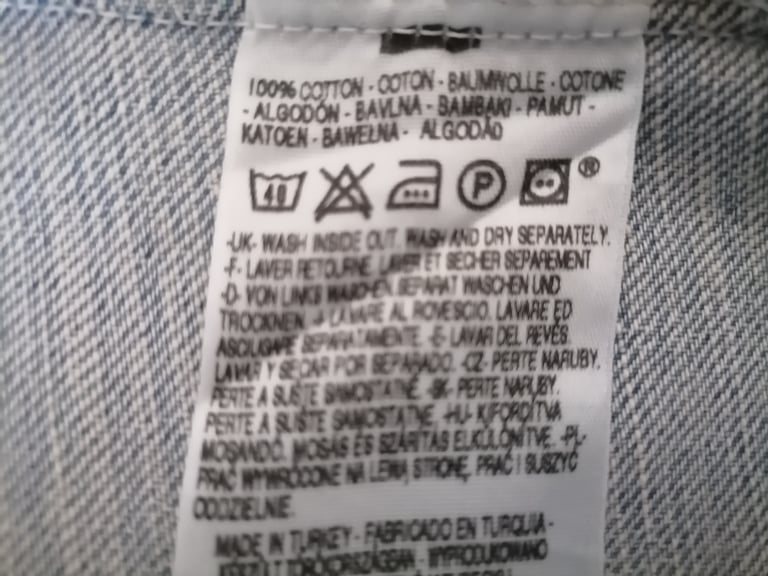 100% COTTON - COTON - BAUMWOLLE - COTONE
- ALGODÓN - BAVLNA - BAMBAKI - PAMUT -
KATOEN - BAWEŁNA - ALGODÃO
40 P ®
-UK- WASH INSIDE OUT. WASH AND DRY SEPARATELY.
-F- LAVER RETOURNE. LAVER ET SECHER SEPAREMENT
-D- VON LINKS WASCHEN. SEPARAT WASCHEN UND
TROCKNEN. -I- LAVARE AL ROVESCIO. LAVARE ED
ASCIUGARE SEPARATAMENTE. -E- LAVAR DEL REVÉS.
LAVAR Y SECAR POR SEPARADO. -CZ- PERTE NARUBY.
PERTE A SUŠTE SAMOSTATNĚ. -SK- PERTE NARUBY.
PERTE A SUŠTE SAMOSTATNE. -HU- KIFORDÍTVA
MOSANDÓ. MOSÁS ÉS SZÁRÍTÁS ELKÜLÖNÍTVE. -PL-
PRAĆ WYWRÓCONE NA LEWĄ STRONĘ. PRAĆ I SUSZYĆ
ODDZIELNIE.
MADE IN TURKEY - FABRICADO EN TURQUIA -
KÉSZÜLT TÖRÖKORSZÁGBAN - WYPRODUKOWANO